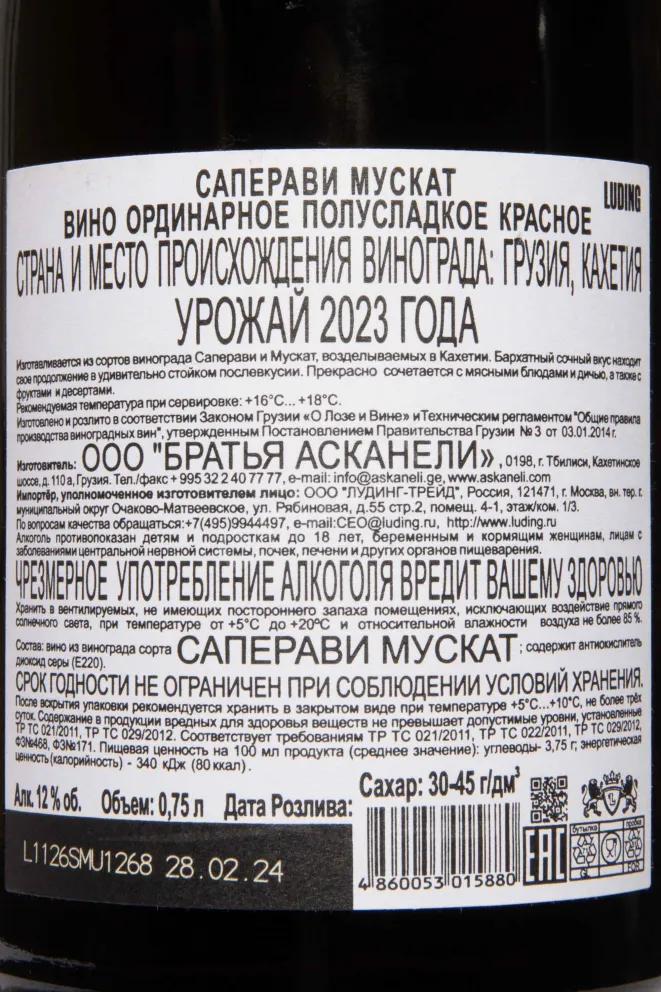 САПЕРАВИ МУСКАТ
LUDING
ВИНО ОРДИНАРНОЕ ПОЛУСЛАДКОЕ КРАСНОЕ
СТРАНА И МЕСТО ПРОИСХОЖДЕНИЯ ВИНОГРАДА: ГРУЗИЯ, КАХЕТИЯ
УРОЖАЙ 2023 ГОДА
Изготавливается из сортов винограда Саперави и Мускат, возделываемых в Кахетии. Бархатный сочный вкус находит
свое продолжение в удивительно стойком послевкусии. Прекрасно сочетается с мясными блюдами и дичью, а также с
фруктами и десертами.
Рекомендуемая температура при сервировке: +16°С... +18°С.
Изготовлено и розлито в соответствии Законом Грузии «О Лозе и Вине» и Техническим регламентом "Общие правила
производства виноградных вин", утвержденным Постановлением Правительства Грузии №3 от 03.01.2014г.
Изготовитель: ООО "БРАТЬЯ АСКАНЕЛИ», 0198, г. Тбилиси, Кахетинское
шоссе, д. 110 а, Грузия. Тел./факс + 995 32 2 40 77 77, e-mail: info@askaneli.ge, www.askaneli.com
Импортёр, уполномоченное изготовителем лицо: ООО "ЛУДИНГ-ТРЕЙД", Россия, 121471, г. Москва, вн. тер. г.
муниципальный округ Очаково-Матвеевское, ул. Рябиновая, д.55 стр.2, помещ. 4-1, этаж/ком. 1/3.
По вопросам качества обращаться:+7(495)9944497, e-mail:CEO@luding.ru, http://www.luding.ru
Алкоголь противопоказан детям и подросткам до 18 лет, беременным и кормящим женщинам, лицам с
заболеваниями центральной нервной системы, почек, печени и других органов пищеварения.
ЧРЕЗМЕРНОЕ УПОТРЕБЛЕНИЕ АЛКОГОЛЯ ВРЕДИТ ВАШЕМУ ЗДОРОВЬЮ
Хранить в вентилируемых, не имеющих постороннего запаха помещениях, исключающих воздействие прямого
солнечного света, при температуре от +5°С до +20°С и относительной влажности воздуха не более 85 %.
Состав: вино из винограда сорта САПЕРАВИ МУСКАТ; содержит антиокислитель
диоксид серы (Е220).
СРОК ГОДНОСТИ НЕ ОГРАНИЧЕН ПРИ СОБЛЮДЕНИИ УСЛОВИЙ ХРАНЕНИЯ.
После вскрытия упаковки рекомендуется хранить в закрытом виде при температуре +5°С...+10°С, не более трёх
суток. Содержание в продукции вредных для здоровья веществ не превышает допустимые уровни, установленные
ТР ТС 021/2011, ТР ТС 029/2012. Соответствует требованиям ТР ТС 021/2011, ТР ТС 022/2011, ТР ТС 029/2012,
ФЗ№468, ФЗ№171. Пищевая ценность на 100 мл продукта (среднее значение): углеводы- 3,75 г; энергетическая
ценность (калорийность) - 340 кДж (80 ккал).
Алк. 12 % об. Объем: 0,75 л Дата Розлива:
Сахар: 30-45 г/дм³
L1126SMU1268 28.02.24
4 860053 015880
EAC
бутылка
пробка
GL
FOR